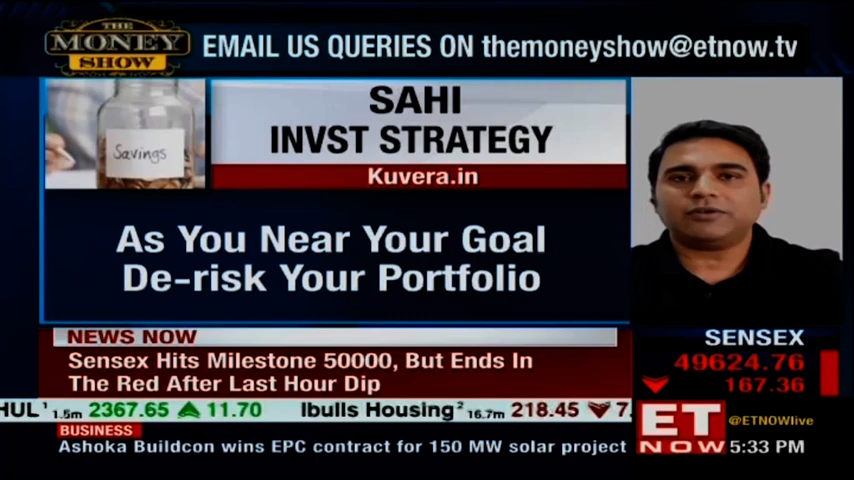 THE
MONEY
SHOW
EMAIL US QUERIES ON themoneyshow@etnow.tv
Savings
SAHI
INVST STRATEGY
Kuvera.in
As You Near Your Goal
De-risk Your Portfolio
NEWS NOW
Sensex Hits Milestone 50000, But Ends In
The Red After Last Hour Dip
SENSEX
49624.76
167.36
HUL¹ 1.5m 2367.65 11.70 Ibulls Housing² 16.7m 218.45 7
BUSINESS
Ashoka Buildcon wins EPC contract for 150 MW solar project
ET
NOW
@ETNOWlive
5:33 PM